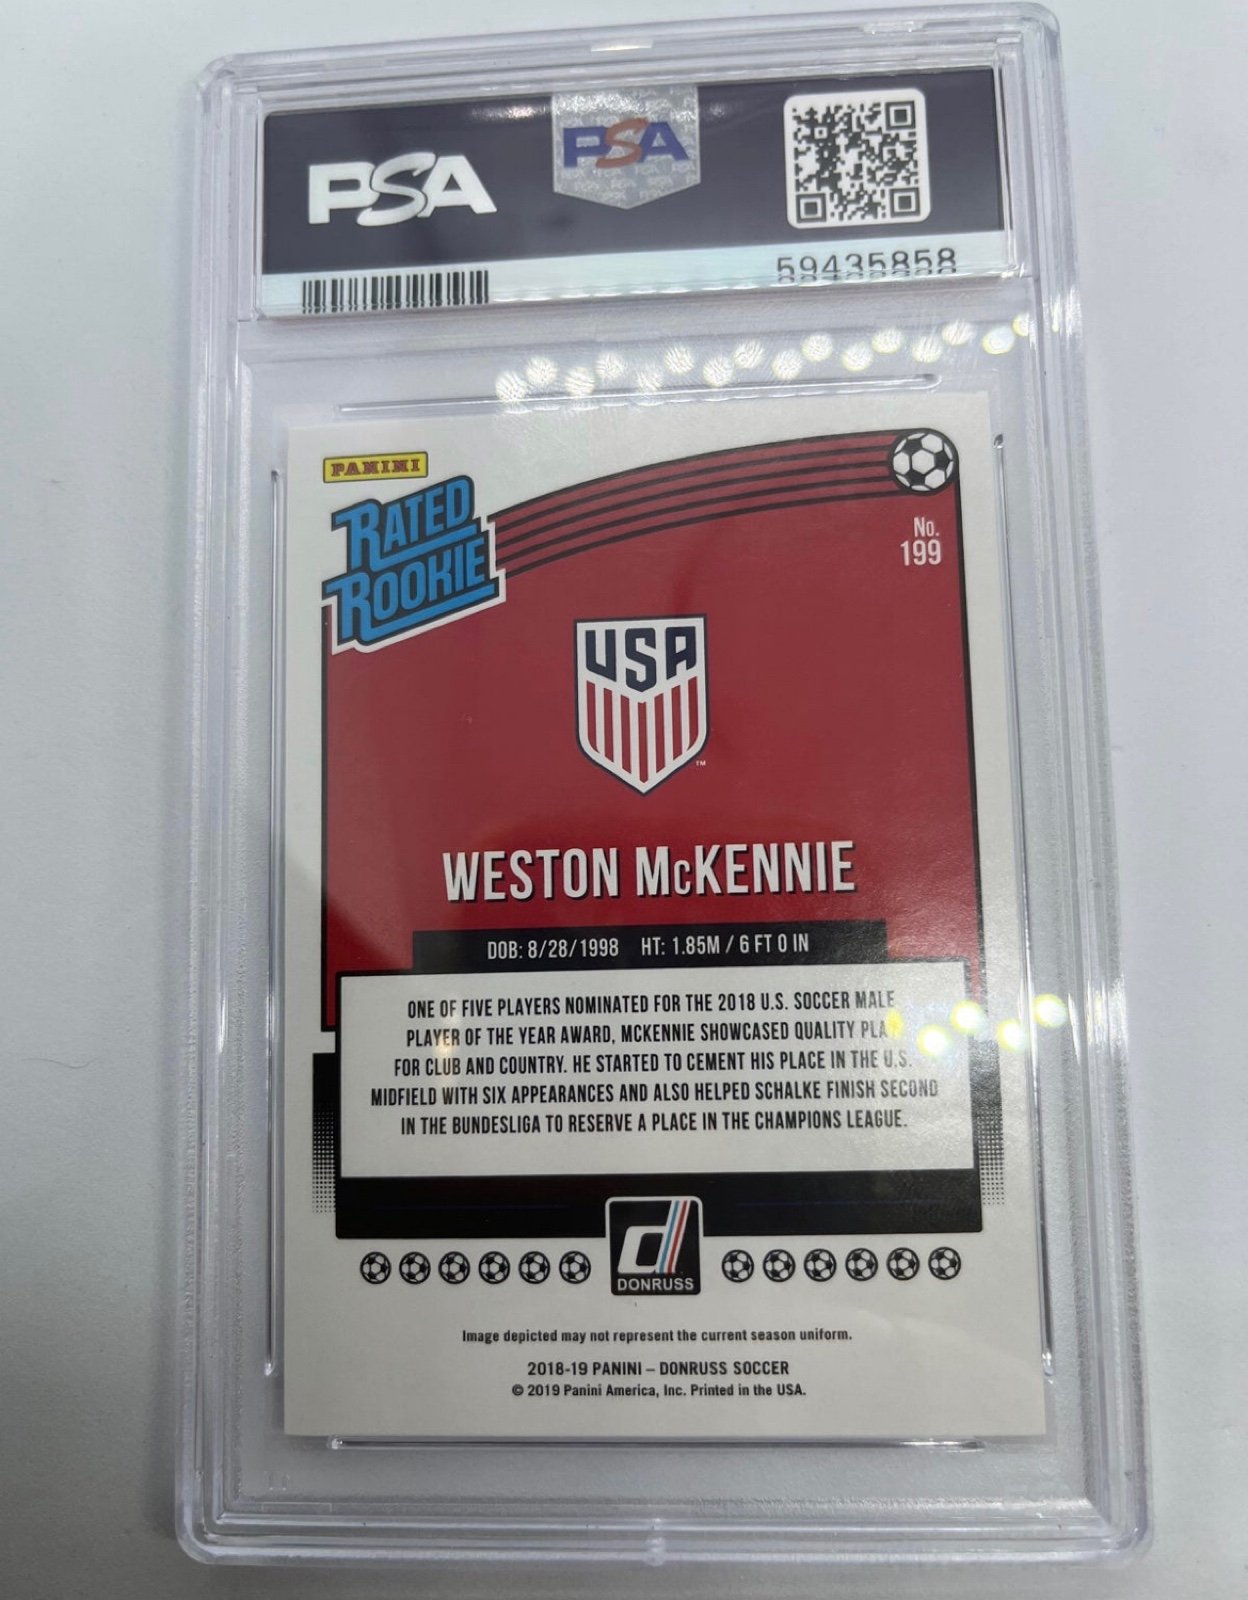 PSA
PSA
59435858
PANINI
RATED
ROOKIE
No.
199
USA
™
WESTON McKENNIE
DOB: 8/28/1998 HT: 1.85M / 6 FT 0 IN
ONE OF FIVE PLAYERS NOMINATED FOR THE 2018 U.S. SOCCER MALE
PLAYER OF THE YEAR AWARD, MCKENNIE SHOWCASED QUALITY PLAY
FOR CLUB AND COUNTRY. HE STARTED TO CEMENT HIS PLACE IN THE U.S.
MIDFIELD WITH SIX APPEARANCES AND ALSO HELPED SCHALKE FINISH SECOND
IN THE BUNDESLIGA TO RESERVE A PLACE IN THE CHAMPIONS LEAGUE.
d
DONRUSS
Image depicted may not represent the current season uniform.
2018-19 PANINI – DONRUSS SOCCER
© 2019 Panini America, Inc. Printed in the USA.